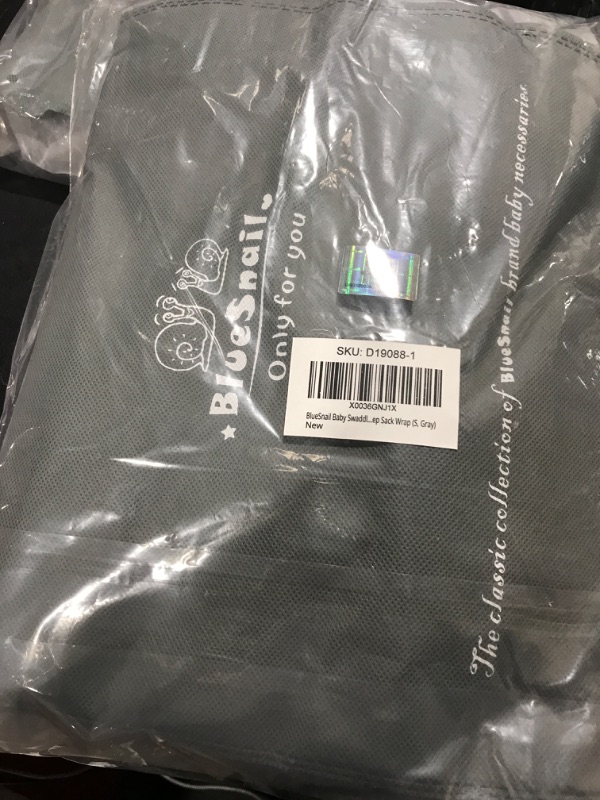 BlueSnail
Only for you
SKU: D19088-1
X0036GNJ1X
BlueSnail Baby Swaddl...ep Sack Wrap (S, Gray)
New
The classic collection of BlueSnail brand baby necessaries